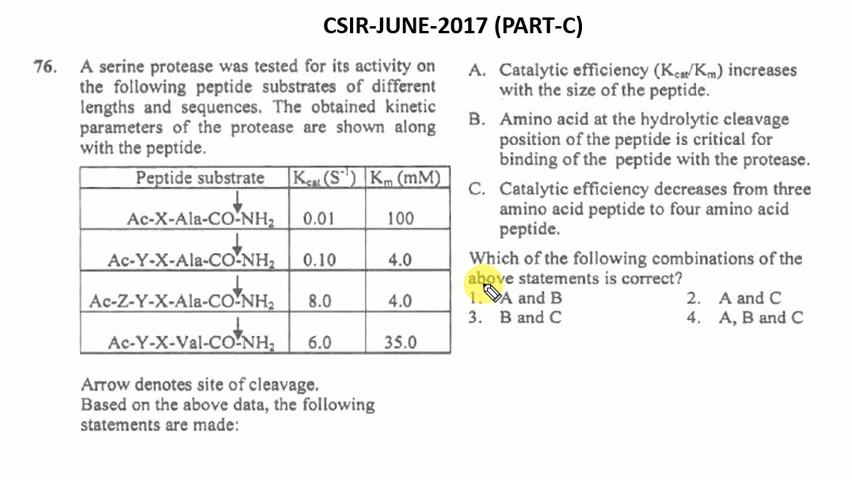 CSIR-JUNE-2017 (PART-C)
76. A serine protease was tested for its activity on
the following peptide substrates of different
lengths and sequences. The obtained kinetic
parameters of the protease are shown along
with the peptide.
Peptide substrate Kcat (S⁻¹) Km (mM)
Ac-X-Ala-CO-NH₂ 0.01 100
Ac-Y-X-Ala-CO-NH₂ 0.10 4.0
Ac-Z-Y-X-Ala-CO-NH₂ 8.0 4.0
Ac-Y-X-Val-CO-NH₂ 6.0 35.0
Arrow denotes site of cleavage.
Based on the above data, the following
statements are made:
A. Catalytic efficiency (Kcat/Km) increases
with the size of the peptide.
B. Amino acid at the hydrolytic cleavage
position of the peptide is critical for
binding of the peptide with the protease.
C. Catalytic efficiency decreases from three
amino acid peptide to four amino acid
peptide.
Which of the following combinations of the
above statements is correct?
1. A and B 2. A and C
3. B and C 4. A, B and C